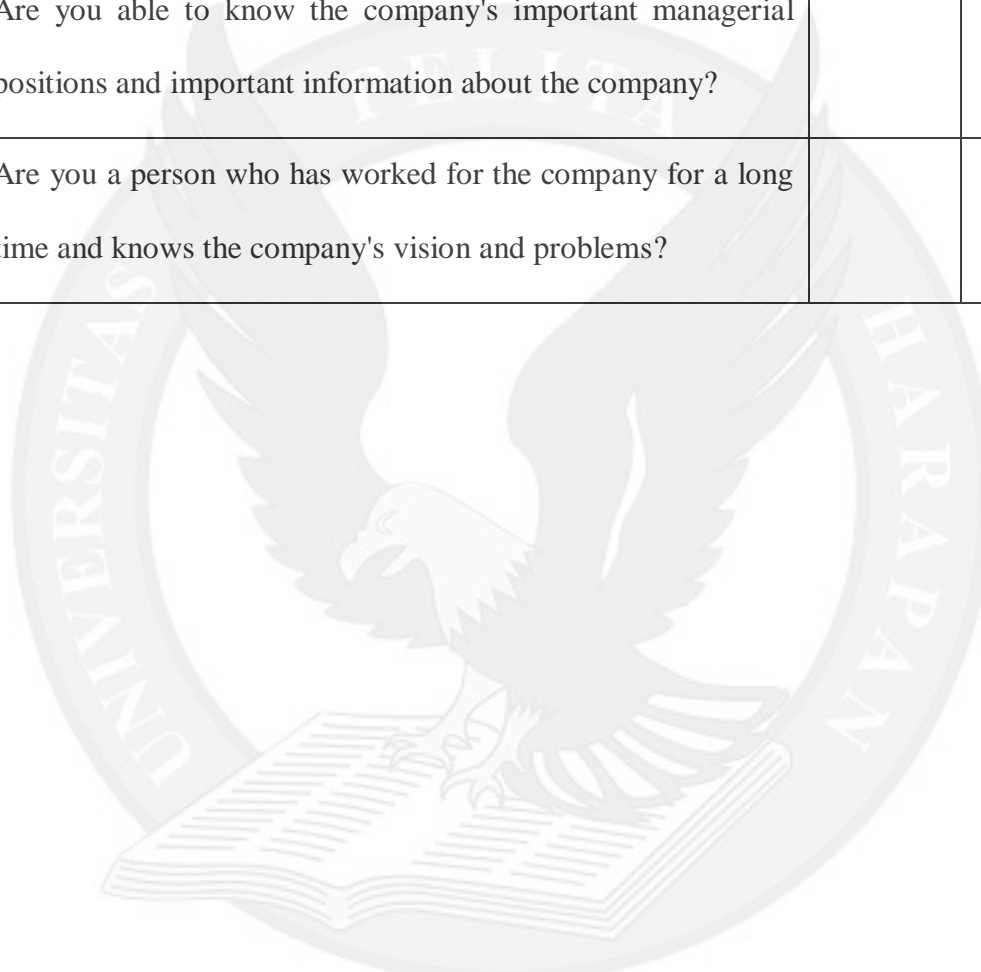 Are you able to know the company's important managerial
positions and important information about the company?
Are you a person who has worked for the company for a long
time and knows the company's vision and problems?
UNIVERSITAS PELITA HARAPAN